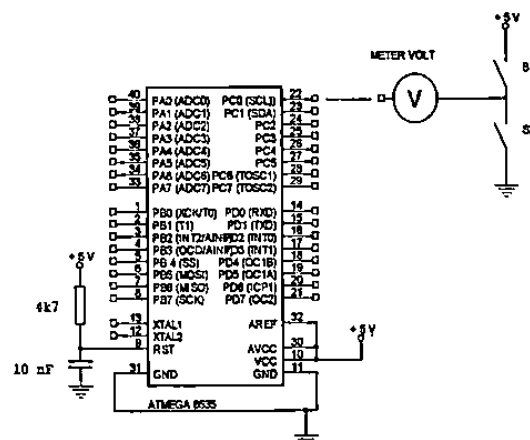 +5V
METER VOLT
V
40 PA0 (ADC0) PC0 (SCL) 22
39 PA1 (ADC1) PC1 (SDA) 23
38 PA2 (ADC2) PC2 24
37 PA3 (ADC3) PC3 25
36 PA4 (ADC4) PC4 26
35 PA5 (ADC5) PC5 27
34 PA6 (ADC6) PC6 (TOSC1) 28
33 PA7 (ADC7) PC7 (TOSC2) 29
1 PB0 (XCK/T0) PD0 (RXD) 14
2 PB1 (T1) PD1 (TXD) 15
3 PB2 (INT2/AIN PD2 (INT0) 16
4 PB3 (OCD/AIN PD3 (INT1) 17
5 PB4 (SS) PD4 (OC1B) 18
6 PB5 (MOSI) PD5 (OC1A) 19
7 PB6 (MISO) PD6 (ICP1) 20
8 PB7 (SCK) PD7 (OC2) 21
+5V
4k7
13 XTAL1 AREF 32
12 XTAL2
+5V
9 RST AVCC 30
VCC 10
10 nF
31 GND GND 11
ATMEGA 8535